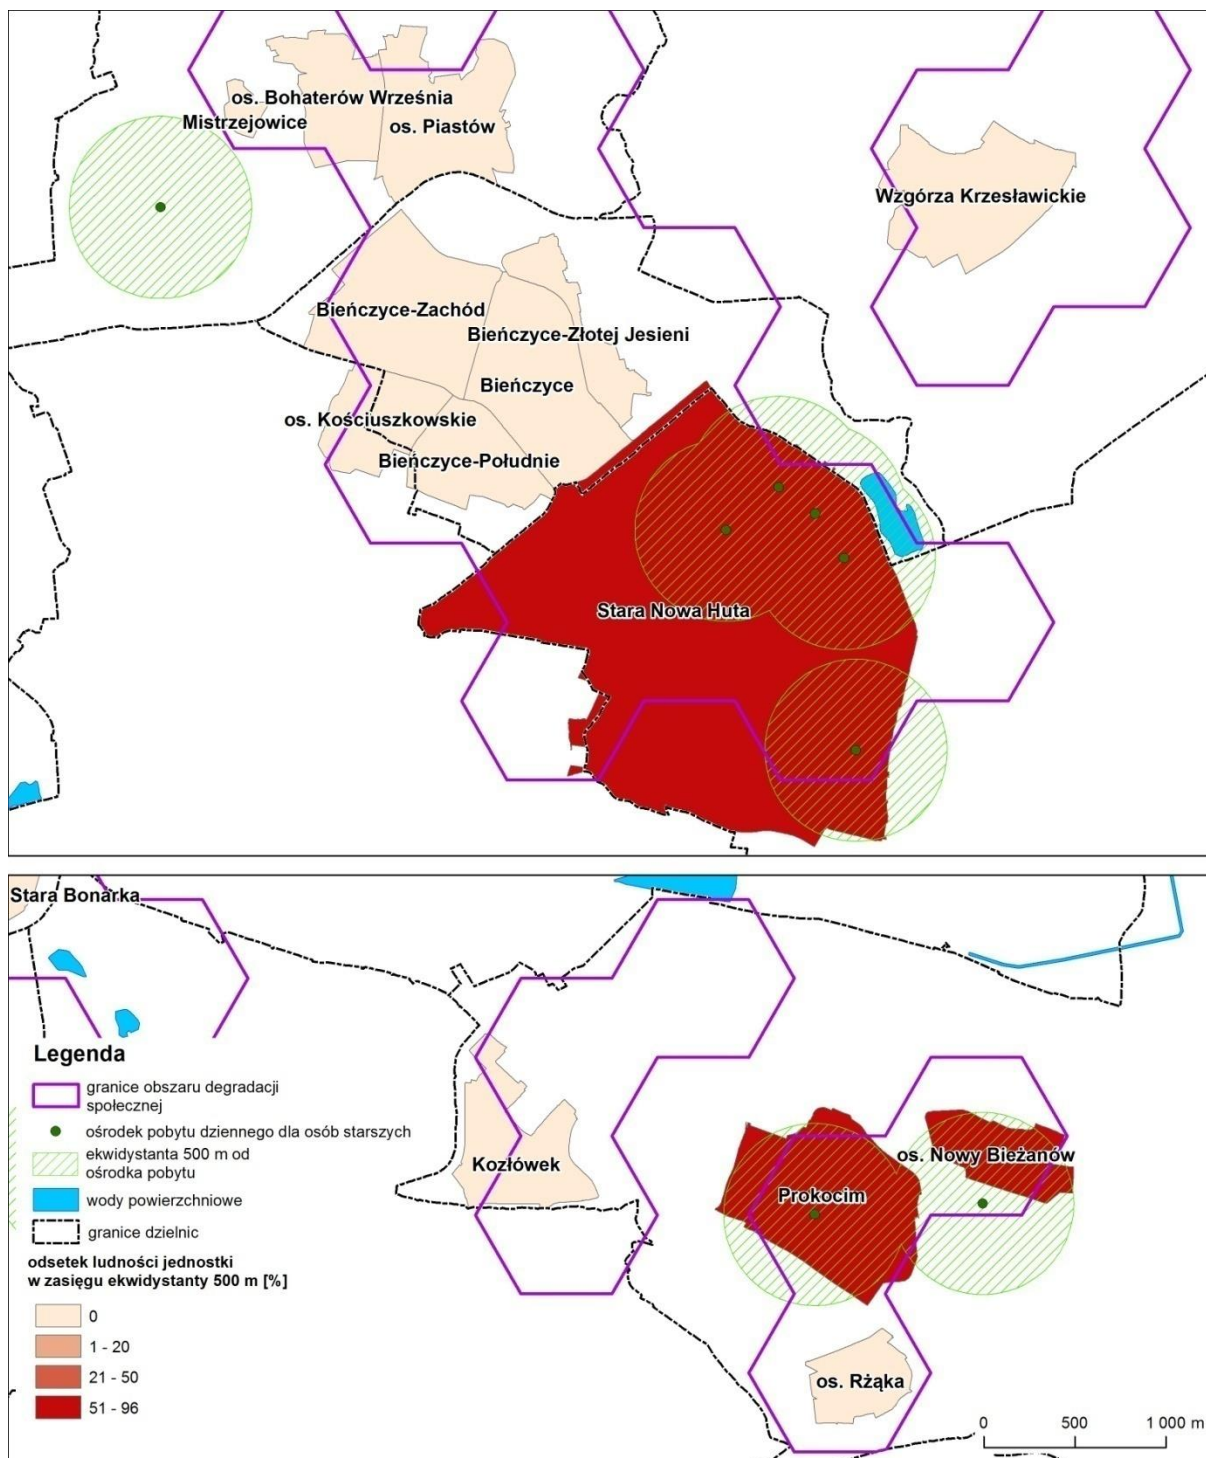 os. Bohaterów Września
Mistrzejowice
os. Piastów
Wzgórza Krzesławickie
Bieńczyce-Zachód
Bieńczyce-Złotej Jesieni
Bieńczyce
os. Kościuszkowskie
Bieńczyce-Południe
Stara Nowa Huta
Stara Bonarka
Kozłówek
os. Nowy Bieżanów
Prokocim
os. Rżąka
Legenda
granice obszaru degradacji
społecznej
ośrodek pobytu dziennego dla osób starszych
ekwidystanta 500 m od
ośrodka pobytu
wody powierzchniowe
granice dzielnic
odsetek ludności jednostki
w zasięgu ekwidystanty 500 m [%]
0
1 - 20
21 - 50
51 - 96
0 500 1 000 m